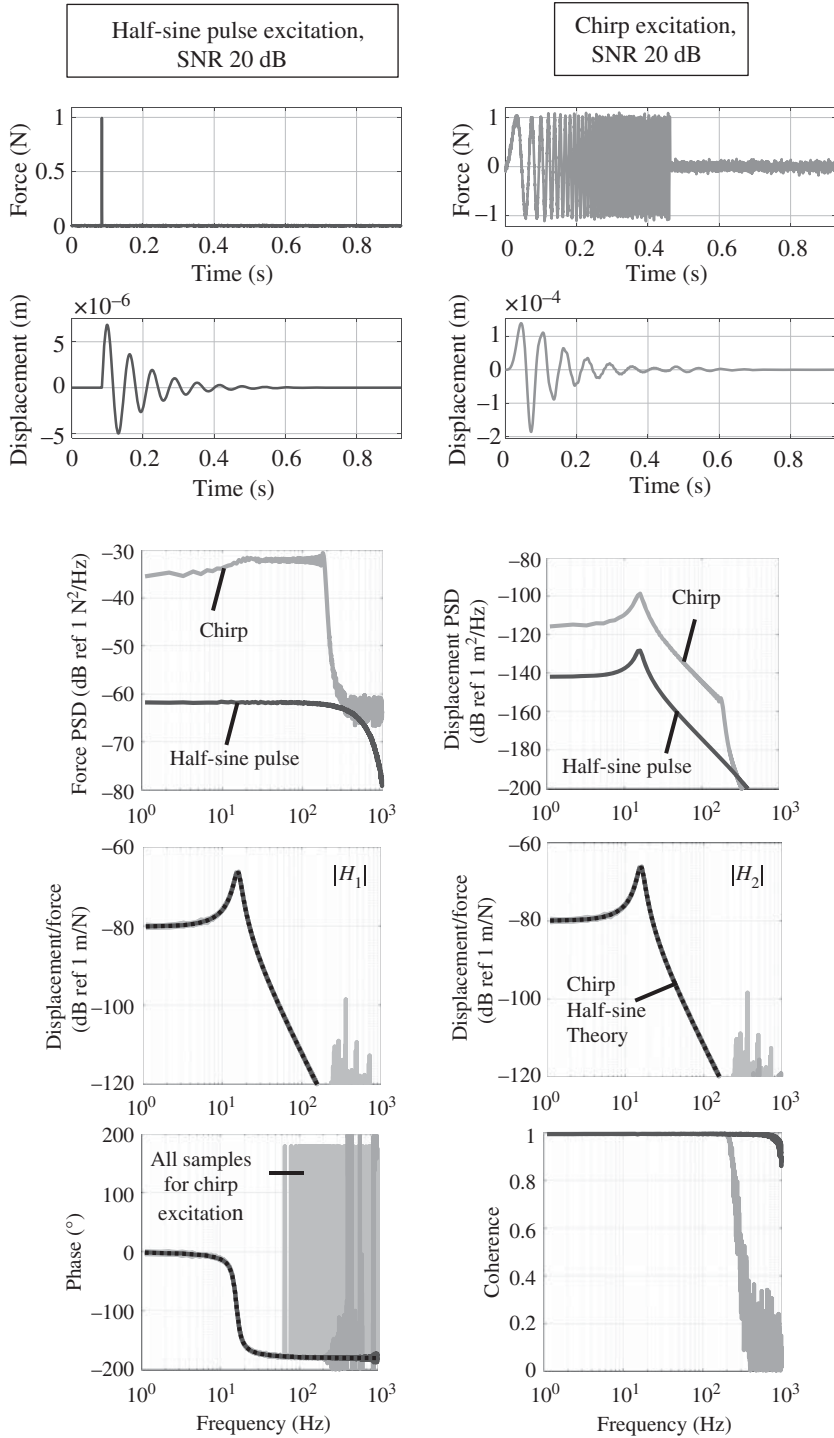 Half-sine pulse excitation,
SNR 20 dB
Chirp excitation,
SNR 20 dB
Force (N)
1
0.5
0
0
0.2
0.4
0.6
0.8
Time (s)
Force (N)
1
0
−1
0
0.2
0.4
0.6
0.8
Time (s)
×10−6
Displacement (m)
5
0
−5
0
0.2
0.4
0.6
0.8
Time (s)
×10−4
Displacement (m)
1
0
−1
−2
0
0.2
0.4
0.6
0.8
Time (s)
Force PSD (dB ref 1 N2/Hz)
−30
−34
−60
−62
−71
−80
Chirp
Half-sine pulse
100
101
102
103
Displacement PSD
(dB ref 1 m2/Hz)
−80
−100
−120
−140
−160
−180
−200
Chirp
Half-sine pulse
100
101
102
103
Displacement/force
(dB ref 1 m/N)
−60
−80
−100
−120
|H1|
100
101
102
103
Displacement/force
(dB ref 1 m/N)
−60
−80
−100
−120
|H2|
Chirp
Half-sine
Theory
100
101
102
103
Phase (°)
200
100
0
−100
−200
All samples
for chirp
excitation
100
101
102
103
Frequency (Hz)
Coherence
1
0.8
0.6
0.4
0.2
0
100
101
102
103
Frequency (Hz)